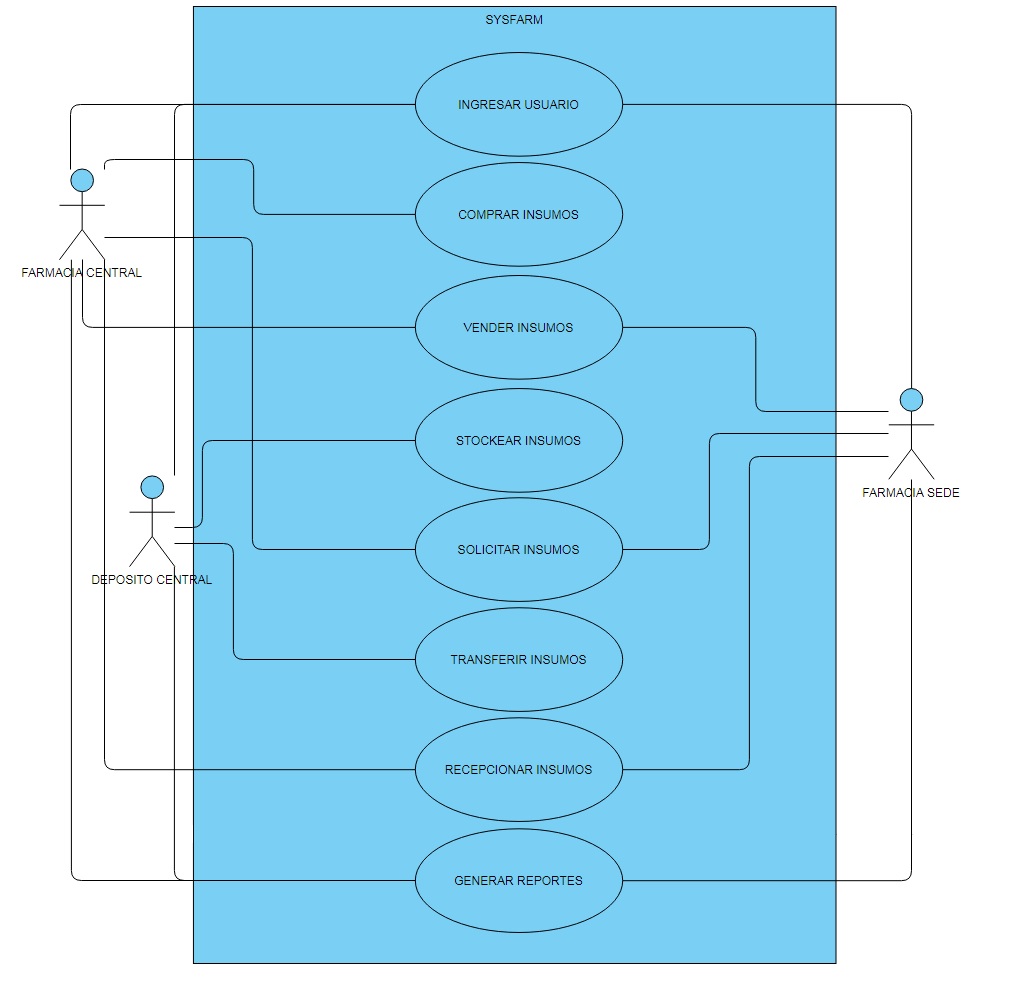 SYSFARM
INGRESAR USUARIO
COMPRAR INSUMOS
FARMACIA CENTRAL
VENDER INSUMOS
STOCKEAR INSUMOS
FARMACIA SEDE
SOLICITAR INSUMOS
DEPOSITO CENTRAL
TRANSFERIR INSUMOS
RECEPCIONAR INSUMOS
GENERAR REPORTES